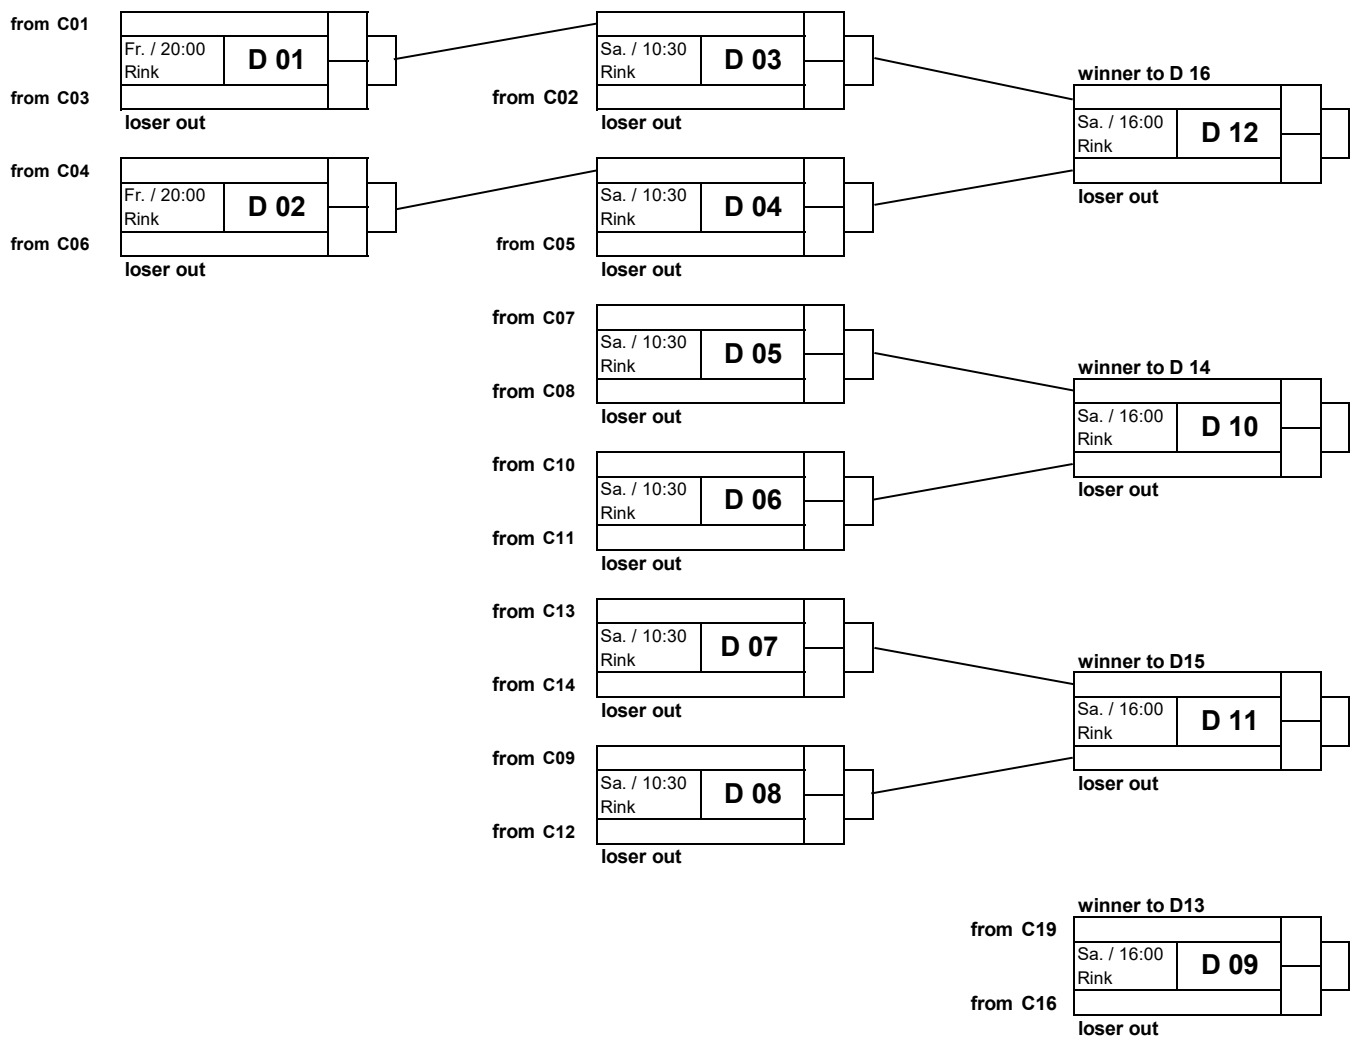 from C01
Fr. / 20:00
Rink
D 01
from C03
loser out
from C04
Fr. / 20:00
Rink
D 02
from C06
loser out
Sa. / 10:30
Rink
D 03
from C02
loser out
Sa. / 10:30
Rink
D 04
from C05
loser out
from C07
Sa. / 10:30
Rink
D 05
from C08
loser out
from C10
Sa. / 10:30
Rink
D 06
from C11
loser out
from C13
Sa. / 10:30
Rink
D 07
from C14
loser out
from C09
Sa. / 10:30
Rink
D 08
from C12
loser out
winner to D 16
Sa. / 16:00
Rink
D 12
loser out
winner to D 14
Sa. / 16:00
Rink
D 10
loser out
winner to D15
Sa. / 16:00
Rink
D 11
loser out
winner to D13
from C19
Sa. / 16:00
Rink
D 09
from C16
loser out